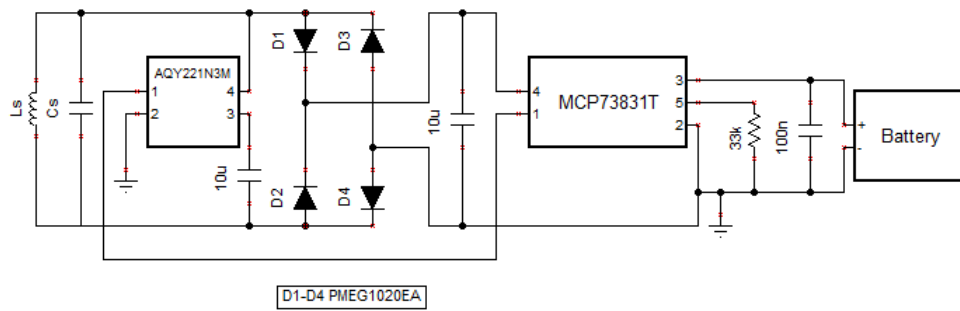 D1
D3
AQY221N3M
1
4
2
3
Ls
Cs
10u
D2
D4
10u
4
1
MCP73831T
3
5
2
33k
100n
+
-
Battery
D1-D4 PMEG1020EA